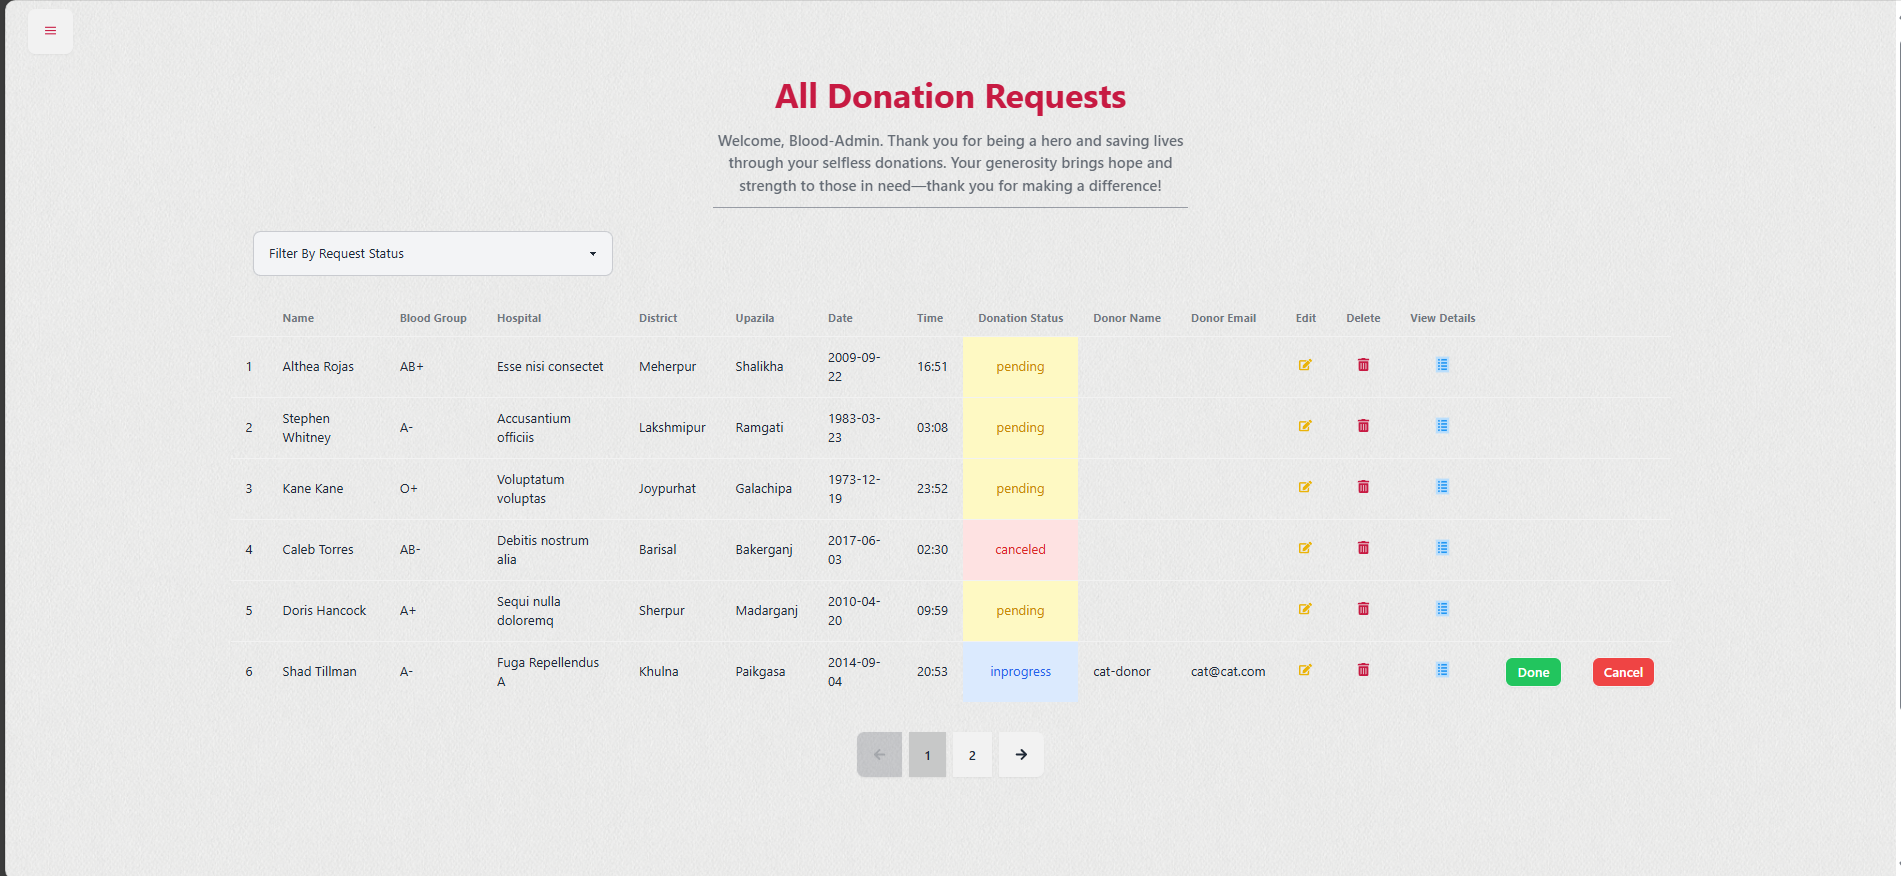 All Donation Requests
Welcome, Blood-Admin. Thank you for being a hero and saving lives
through your selfless donations. Your generosity brings hope and
strength to those in need—thank you for making a difference!
Filter By Request Status
Name Blood Group Hospital District Upazila Date Time Donation Status Donor Name Donor Email Edit Delete View Details
1 Althea Rojas AB+ Esse nisi consectet Meherpur Shalikha 2009-09-
22 16:51 pending
2 Stephen
Whitney A- Accusantium
officiis Lakshmipur Ramgati 1983-03-
23 03:08 pending
3 Kane Kane O+ Voluptatum
voluptas Joypurhat Galachipa 1973-12-
19 23:52 pending
4 Caleb Torres AB- Debitis nostrum
alia Barisal Bakerganj 2017-06-
03 02:30 canceled
5 Doris Hancock A+ Sequi nulla
doloremq Sherpur Madarganj 2010-04-
20 09:59 pending
6 Shad Tillman A- Fuga Repellendus
A Khulna Paikgasa 2014-09-
04 20:53 inprogress cat-donor cat@cat.com Done Cancel
1 2